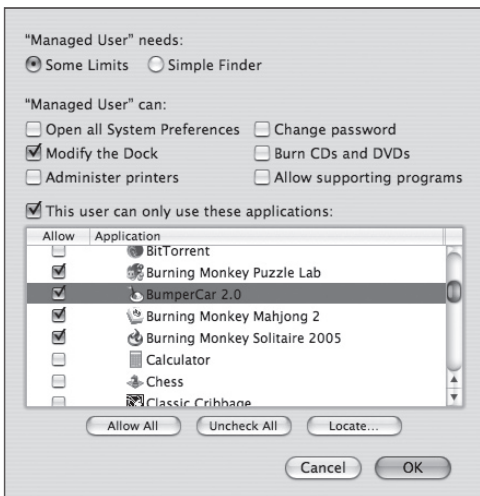 “Managed User” needs:
Some Limits Simple Finder
“Managed User” can:
Open all System Preferences Change password
Modify the Dock Burn CDs and DVDs
Administer printers Allow supporting programs
This user can only use these applications:
Allow Application
BitTorrent
Burning Monkey Puzzle Lab
BumperCar 2.0
Burning Monkey Mahjong 2
Burning Monkey Solitaire 2005
Calculator
Chess
Classic Cribbage
Allow All Uncheck All Locate...
Cancel OK